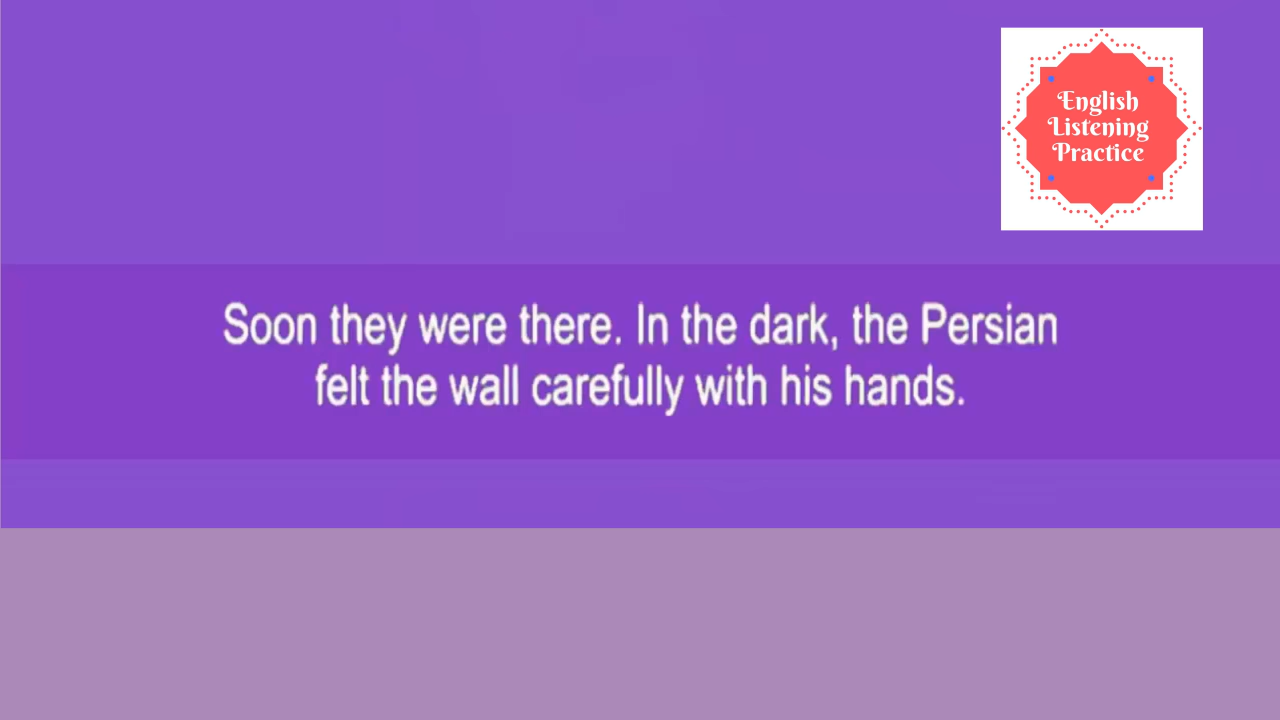 English
Listening
Practice
Soon they were there. In the dark, the Persian
felt the wall carefully with his hands.